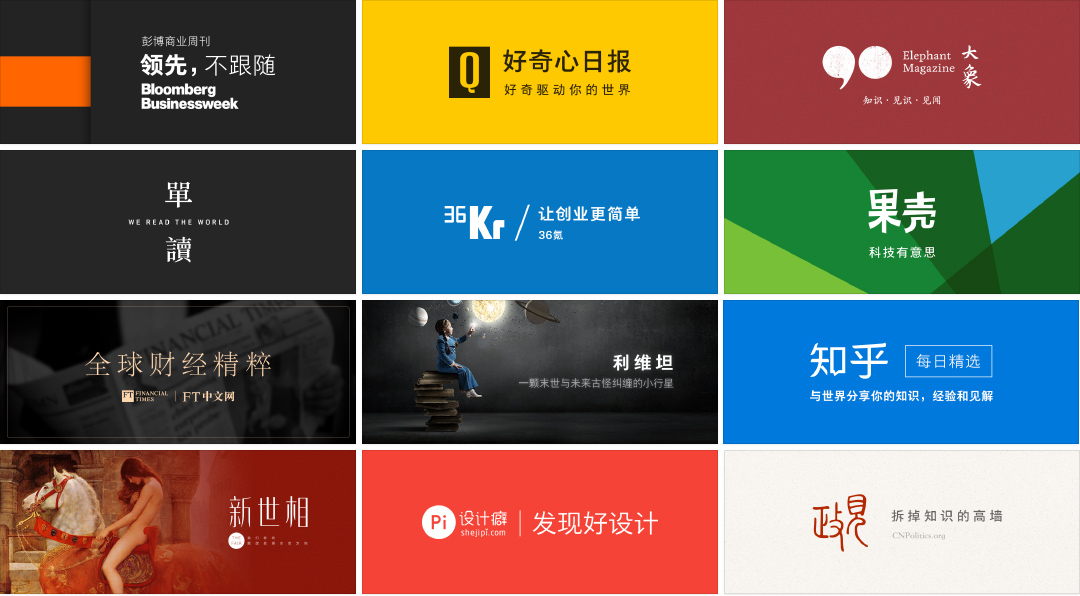 彭博商业周刊
领先，不跟随
Bloomberg
Businessweek
Q
好奇心日报
好奇驱动你的世界
Elephant
Magazine
大象
知识·见识·见闻
單
WE READ THE WORLD
讀
36Kr
让创业更简单
36氪
果壳
科技有意思
FINANCIAL TIMES
全球财经精粹
FT
FINANCIAL
TIMES
FT中文网
利维坦
一颗末世与未来古怪纠缠的小行星
知乎
每日精选
与世界分享你的知识，经验和见解
新世相
Pi
设计癖
shejipi.com
发现好设计
政見
拆掉知识的高墙
CNPolitics.org